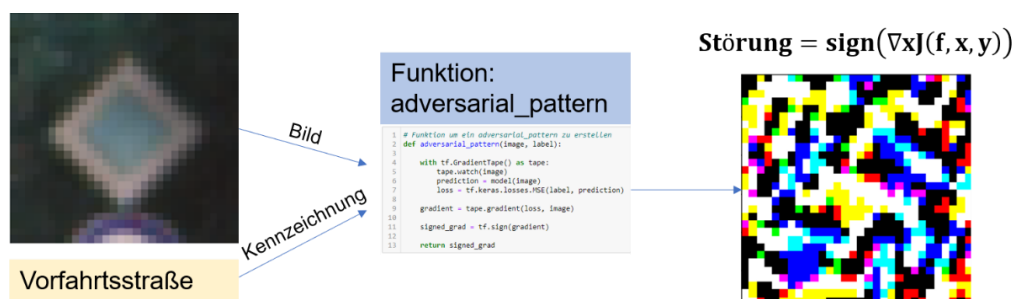 Störung = sign(∇xJ(f, x, y))
Funktion:
adversarial_pattern
Bild
1 # Funktion um ein adversarial_pattern zu erstellen
2 def adversarial_pattern(image, label):
3
4 with tf.GradientTape() as tape:
5 tape.watch(image)
6 prediction = model(image)
7 loss = tf.keras.losses.MSE(label, prediction)
8
9 gradient = tape.gradient(loss, image)
10
11 signed_grad = tf.sign(gradient)
12
13 return signed_grad
Kennzeichnung
Vorfahrtsstraße